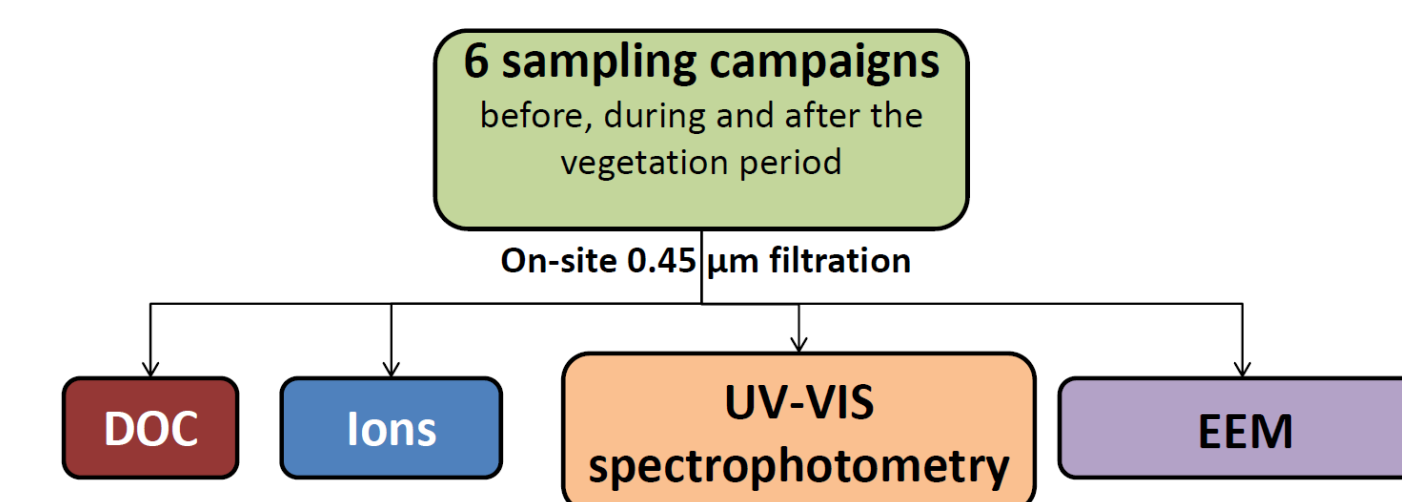 6 sampling campaigns
before, during and after the
vegetation period
On-site 0.45 µm filtration
DOC
Ions
UV-VIS
spectrophotometry
EEM